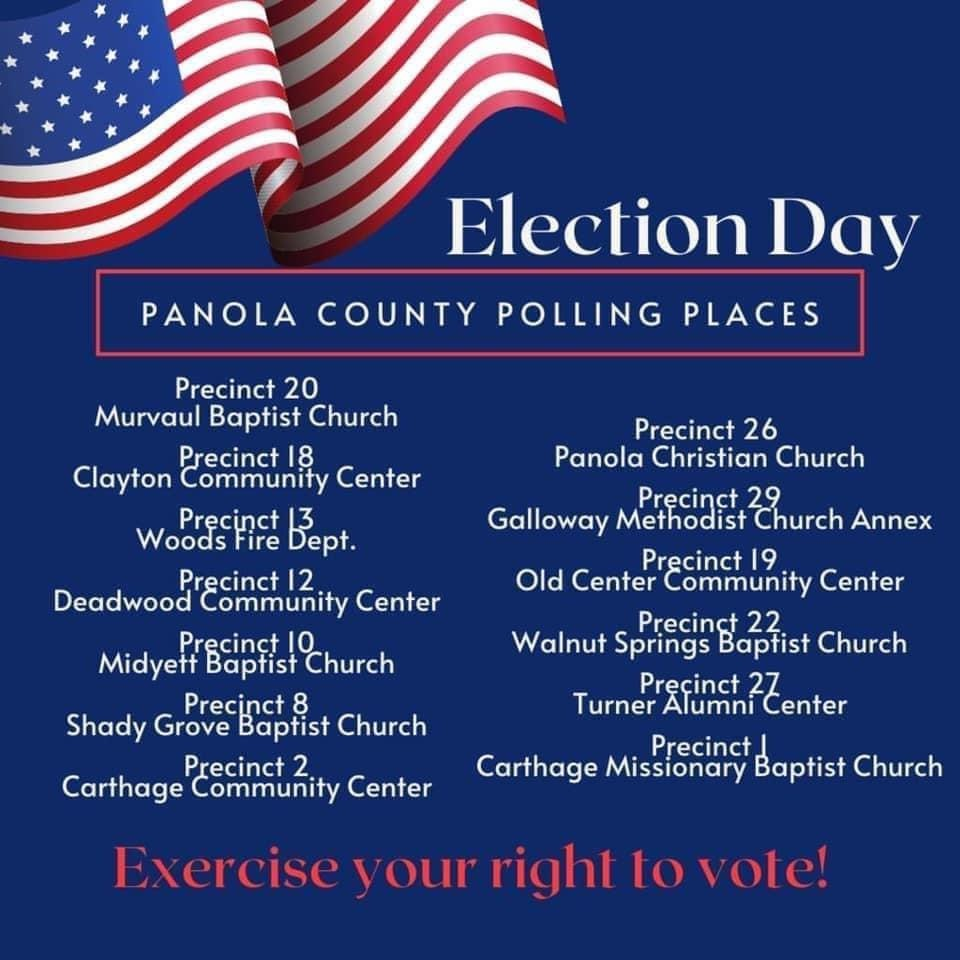 Election Day
PANOLA COUNTY POLLING PLACES
Precinct 20
Murvaul Baptist Church
Precinct 18
Clayton Community Center
Precinct 13
Woods Fire Dept.
Precinct 12
Deadwood Community Center
Precinct 10
Midyett Baptist Church
Precinct 8
Shady Grove Baptist Church
Precinct 2
Carthage Community Center
Precinct 26
Panola Christian Church
Precinct 29
Galloway Methodist Church Annex
Precinct 19
Old Center Community Center
Precinct 22
Walnut Springs Baptist Church
Precinct 27
Turner Alumni Center
Precinct 1
Carthage Missionary Baptist Church
Exercise your right to vote!